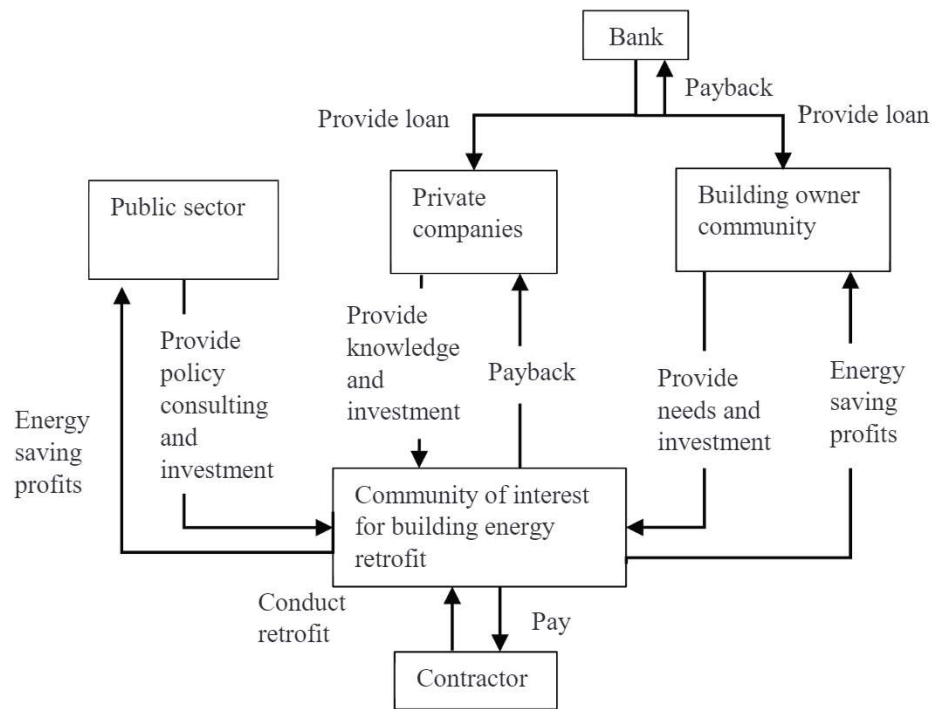 Bank
Payback
Provide loan
Provide loan
Public sector
Private
companies
Building owner
community
Provide
policy
consulting
and
investment
Provide
knowledge
and
investment
Payback
Provide
needs and
investment
Energy
saving
profits
Energy
saving
profits
Community of interest
for building energy
retrofit
Conduct
retrofit
Pay
Contractor